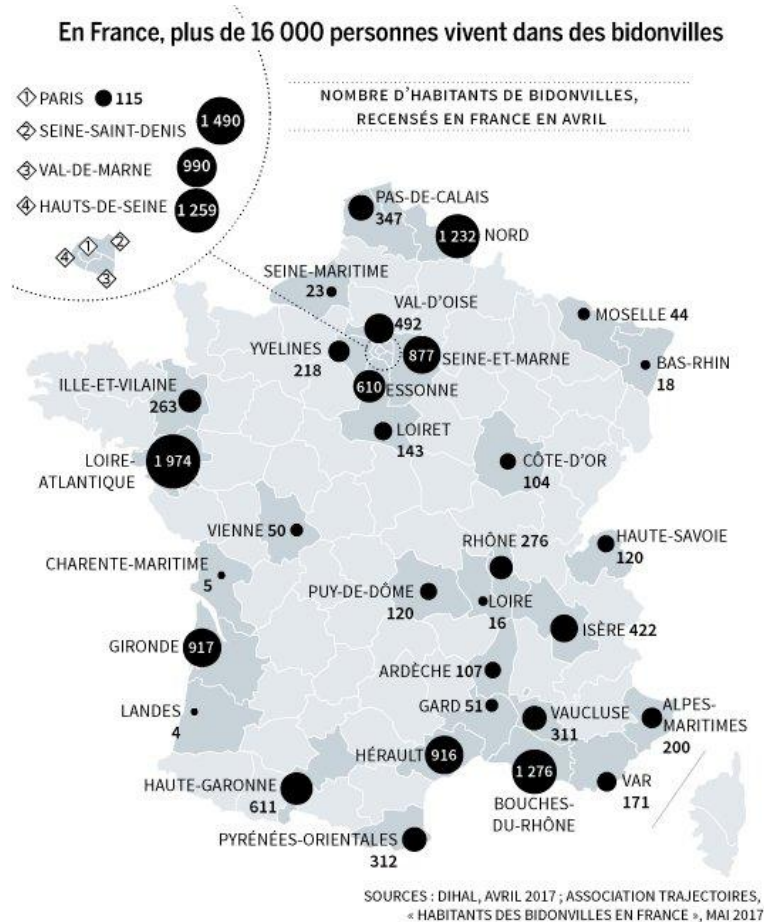 En France, plus de 16 000 personnes vivent dans des bidonvilles
NOMBRE D’HABITANTS DE BIDONVILLES,
RECENSÉS EN FRANCE EN AVRIL
1 PARIS 115
2 SEINE-SAINT-DENIS 1 490
3 VAL-DE-MARNE 990
4 HAUTS-DE-SEINE 1 259
1 2
4
3
PAS-DE-CALAIS
347
1 232 NORD
SEINE-MARITIME
23
VAL-D’OISE
492
MOSELLE 44
YVELINES
218
877 SEINE-ET-MARNE
BAS-RHIN
18
610 ESSONNE
ILLE-ET-VILAINE
263
LOIRET
143
LOIRE-
ATLANTIQUE
1 974
CÔTE-D’OR
104
VIENNE 50
RHÔNE 276
HAUTE-SAVOIE
120
CHARENTE-MARITIME
5
PUY-DE-DÔME
120
LOIRE
16
ISÈRE 422
GIRONDE 917
ARDÈCHE 107
LANDES
4
GARD 51
VAUCLUSE
311
ALPES-
MARITIMES
200
HÉRAULT 916
1 276
BOUCHES-
DU-RHÔNE
VAR
171
HAUTE-GARONNE
611
PYRÉNÉES-ORIENTALES
312
SOURCES : DIHAL, AVRIL 2017 ; ASSOCIATION TRAJECTOIRES,
« HABITANTS DES BIDONVILLES EN FRANCE », MAI 2017